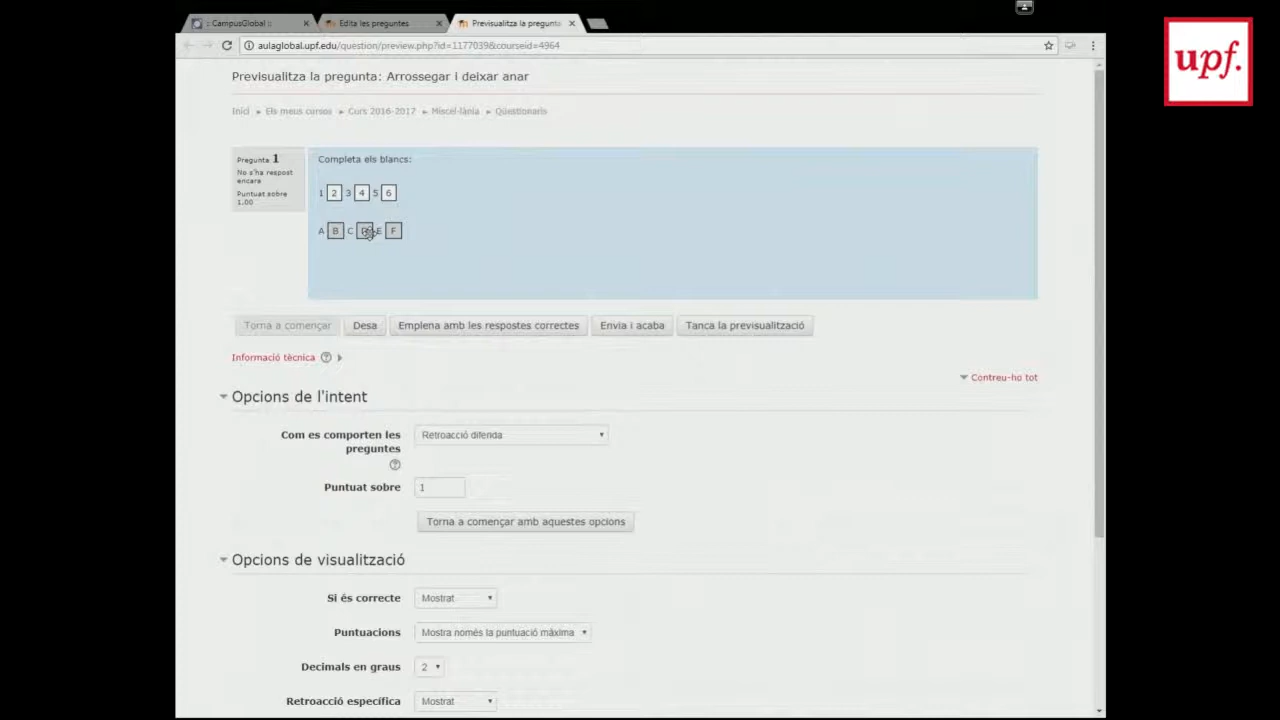 :: CampusGlobal ::
Edita les preguntes
Previsualitza la pregunta
upf.
aulaglobal.upf.edu/question/preview.php?id=1177039&courseid=4964
Previsualitza la pregunta: Arrossegar i deixar anar
Inici ► Els meus cursos ► Curs 2016-2017 ► Miscel·lània ► Qüestionaris
Pregunta 1
No s'ha respost
encara
Puntuat sobre
1.00
Completa els blancs:
1 2 3 4 5 6
A B C D E F
Torna a començar
Desa
Emplena amb les respostes correctes
Envia i acaba
Tanca la previsualització
Informació tècnica
Contreu-ho tot
Opcions de l'intent
Com es comporten les
preguntes
Retroacció diferida
Puntuat sobre
1
Torna a començar amb aquestes opcions
Opcions de visualització
Si és correcte
Mostrat
Puntuacions
Mostra només la puntuació màxima
Decimals en graus
2
Retroacció específica
Mostrat